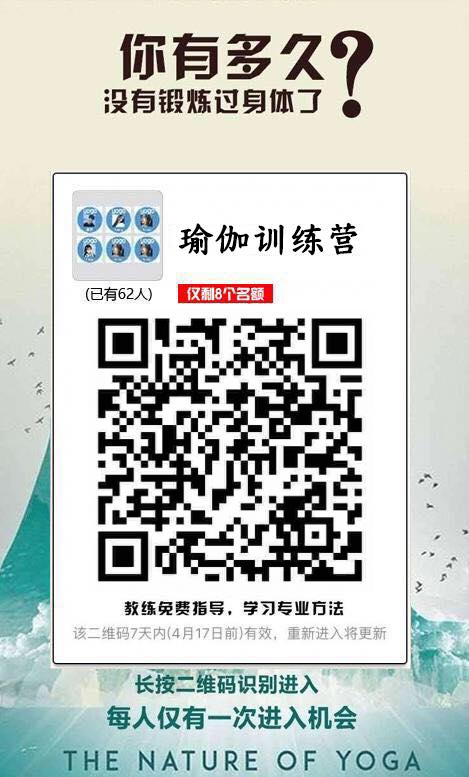 你有多久
没有锻炼过身体了?
瑜伽训练营
(已有62人)
仅剩8个名额
教练免费指导，学习专业方法
该二维码7天内(4月17日前)有效，重新进入将更新
长按二维码识别进入
每人仅有一次进入机会
THE NATURE OF YOGA